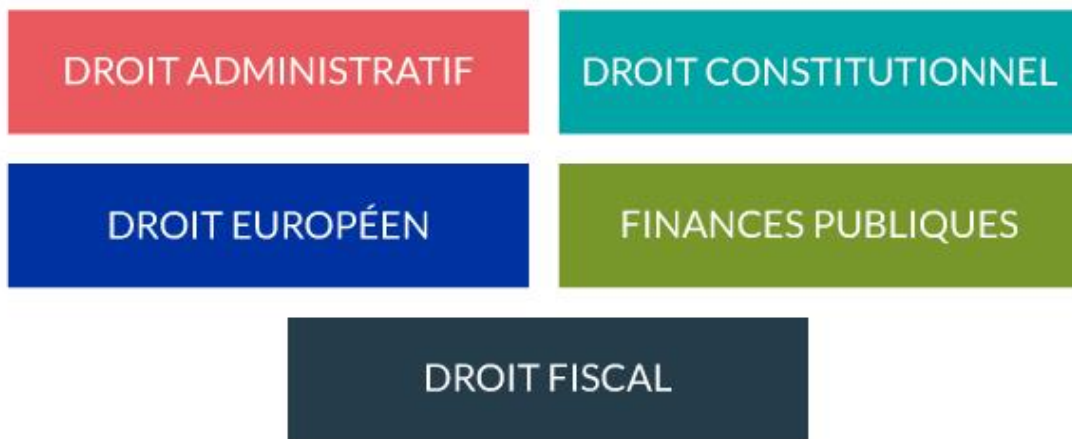 DROIT ADMINISTRATIF
DROIT CONSTITUTIONNEL
DROIT EUROPÉEN
FINANCES PUBLIQUES
DROIT FISCAL